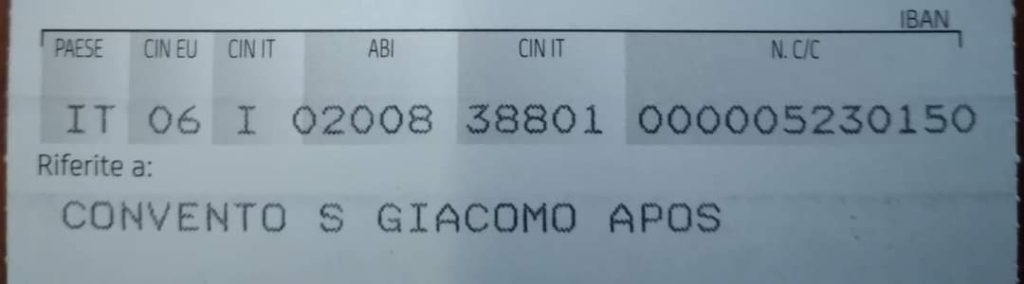 IBAN
PAESE CIN EU CIN IT ABI CIN IT N. C/C
IT 06 I 02008 38801 000005230150
Riferite a:
CONVENTO S GIACOMO APOS